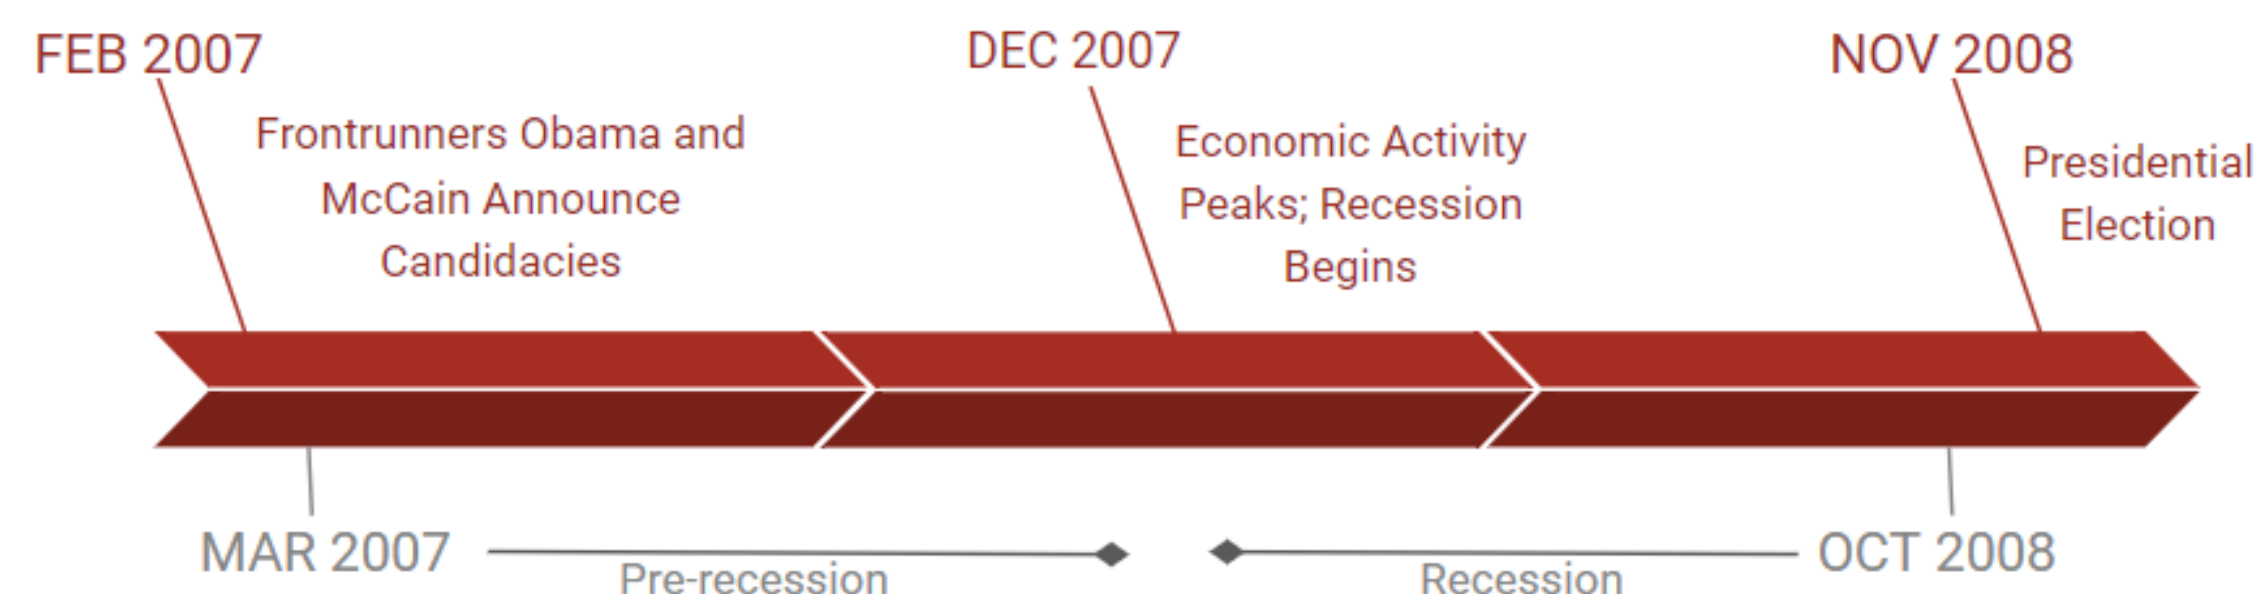 FEB 2007
Frontrunners Obama and
McCain Announce
Candidacies
DEC 2007
Economic Activity
Peaks; Recession
Begins
NOV 2008
Presidential
Election
MAR 2007
Pre-recession
Recession
OCT 2008